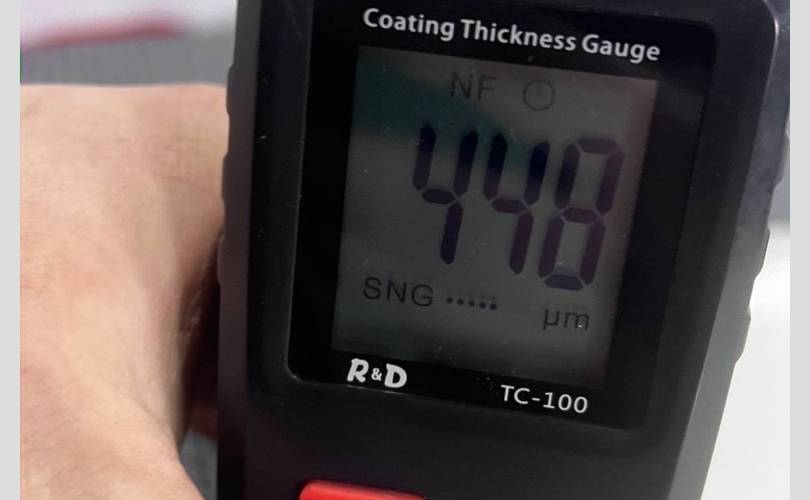 Coating Thickness Gauge
NF
448
SNG ..... µm
R&D
TC-100